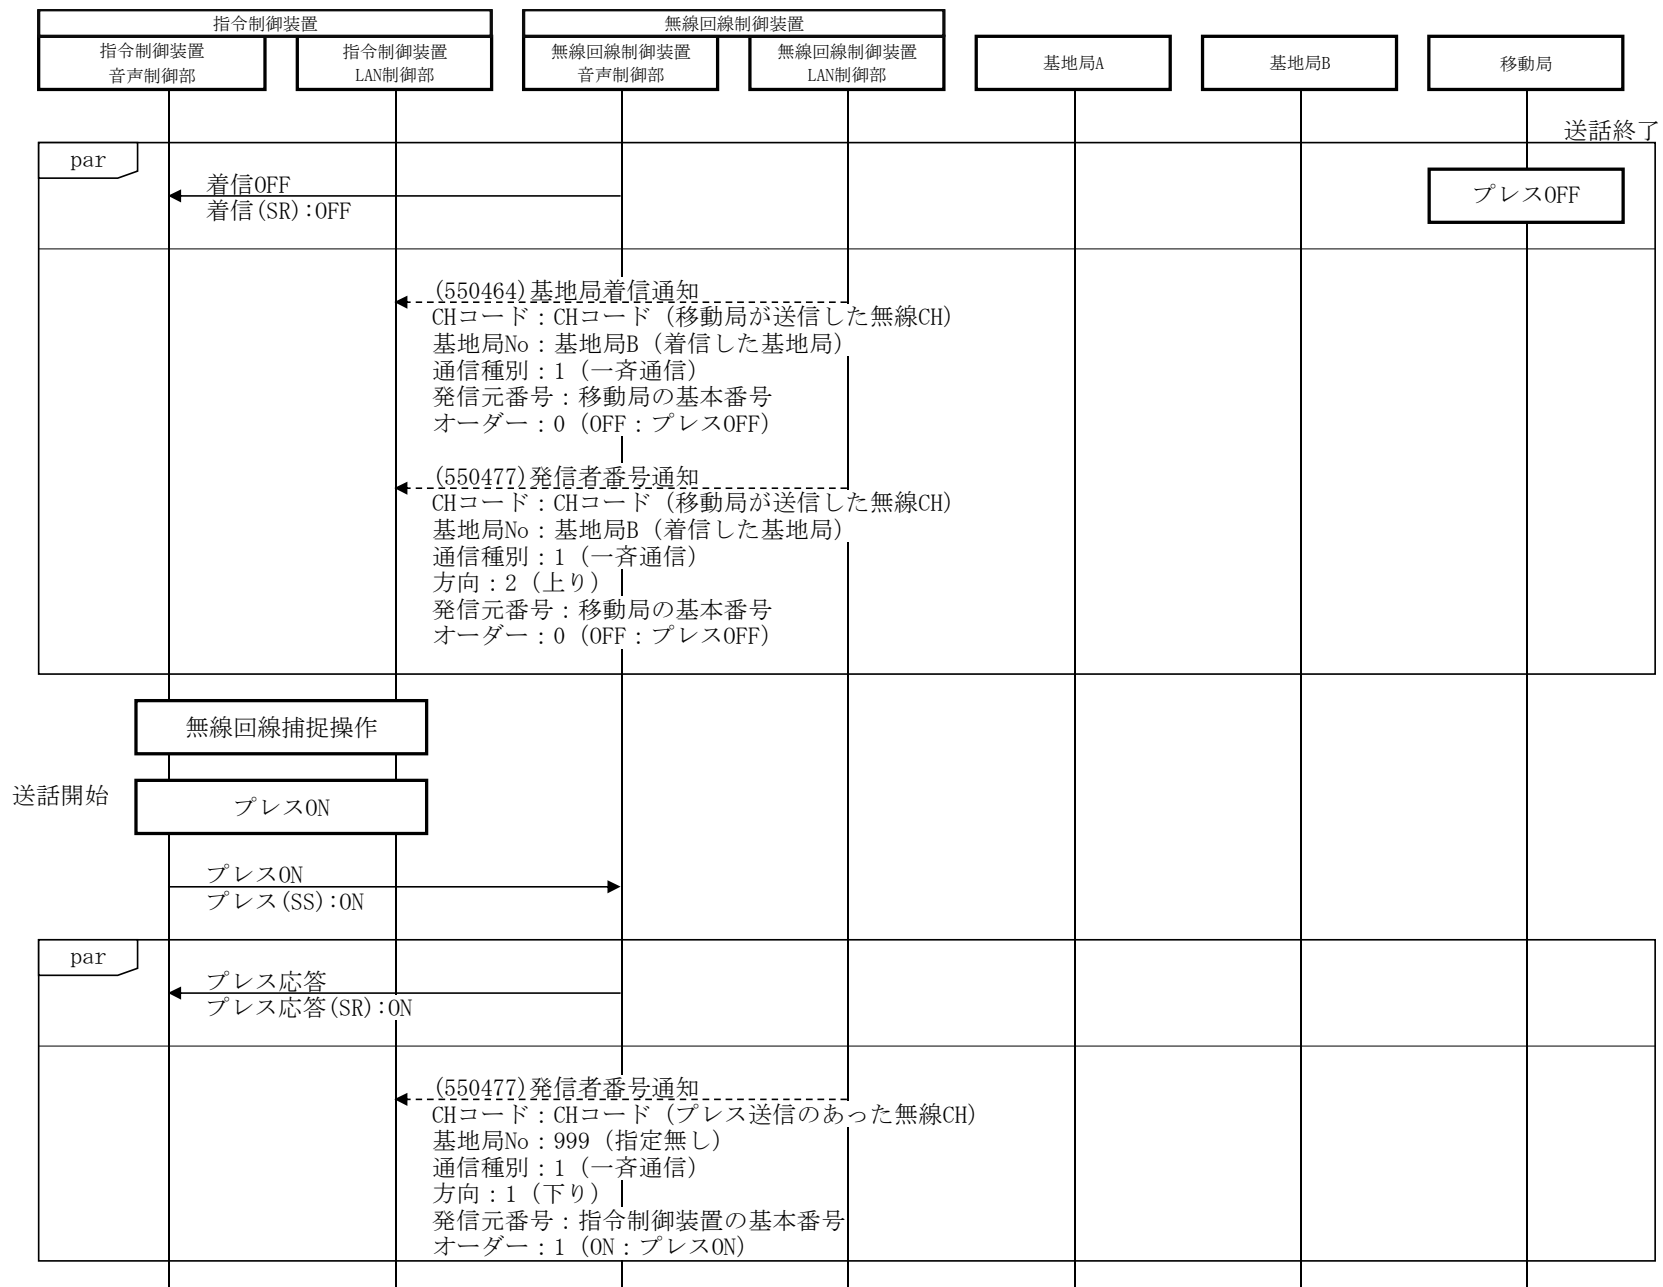 指令制御装置
無線回線制御装置
指令制御装置
音声制御部
指令制御装置
LAN制御部
無線回線制御装置
音声制御部
無線回線制御装置
LAN制御部
基地局A
基地局B
移動局
送話終了
par
プレスOFF
着信OFF
着信(SR):OFF
(550464)基地局着信通知
CHコード：CHコード（移動局が送信した無線CH）
基地局No：基地局B（着信した基地局）
通信種別：1（一斉通信）
発信元番号：移動局の基本番号
オーダー：0（OFF：プレスOFF）
(550477)発信者番号通知
CHコード：CHコード（移動局が送信した無線CH）
基地局No：基地局B（着信した基地局）
通信種別：1（一斉通信）
方向：2（上り）
発信元番号：移動局の基本番号
オーダー：0（OFF：プレスOFF）
無線回線捕捉操作
送話開始
プレスON
プレスON
プレス(SS):ON
par
プレス応答
プレス応答(SR):ON
(550477)発信者番号通知
CHコード：CHコード（プレス送信のあった無線CH）
基地局No：999（指定無し）
通信種別：1（一斉通信）
方向：1（下り）
発信元番号：指令制御装置の基本番号
オーダー：1（ON：プレスON）